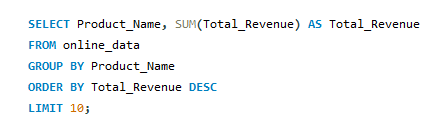 SELECT Product_Name, SUM(Total_Revenue) AS Total_Revenue
FROM online_data
GROUP BY Product_Name
ORDER BY Total_Revenue DESC
LIMIT 10;